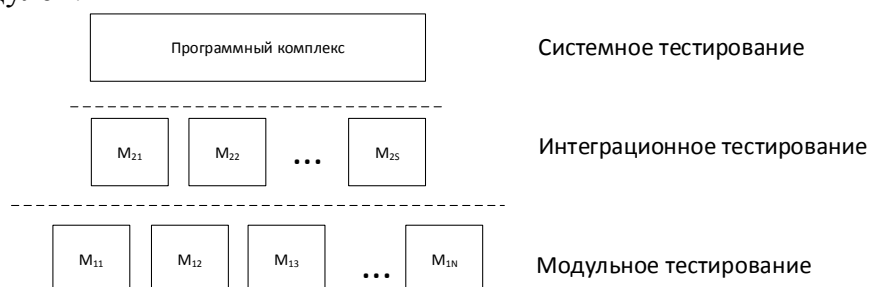 Программный комплекс
Системное тестирование
M21 M22 ... M2S
Интеграционное тестирование
M11 M12 M13 ... M1N
Модульное тестирование